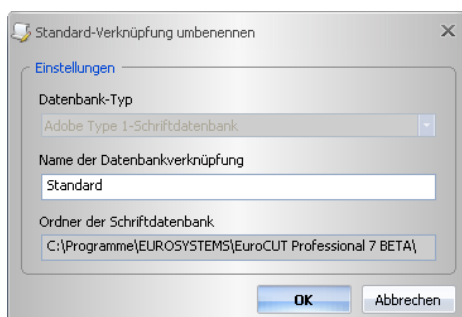 Standard-Verknüpfung umbenennen
Einstellungen
Datenbank-Typ
Adobe Type 1-Schriftdatenbank
Name der Datenbankverknüpfung
Standard
Ordner der Schriftdatenbank
C:\Programme\EUROSYSTEMS\EuroCUT Professional 7 BETA\
OK
Abbrechen